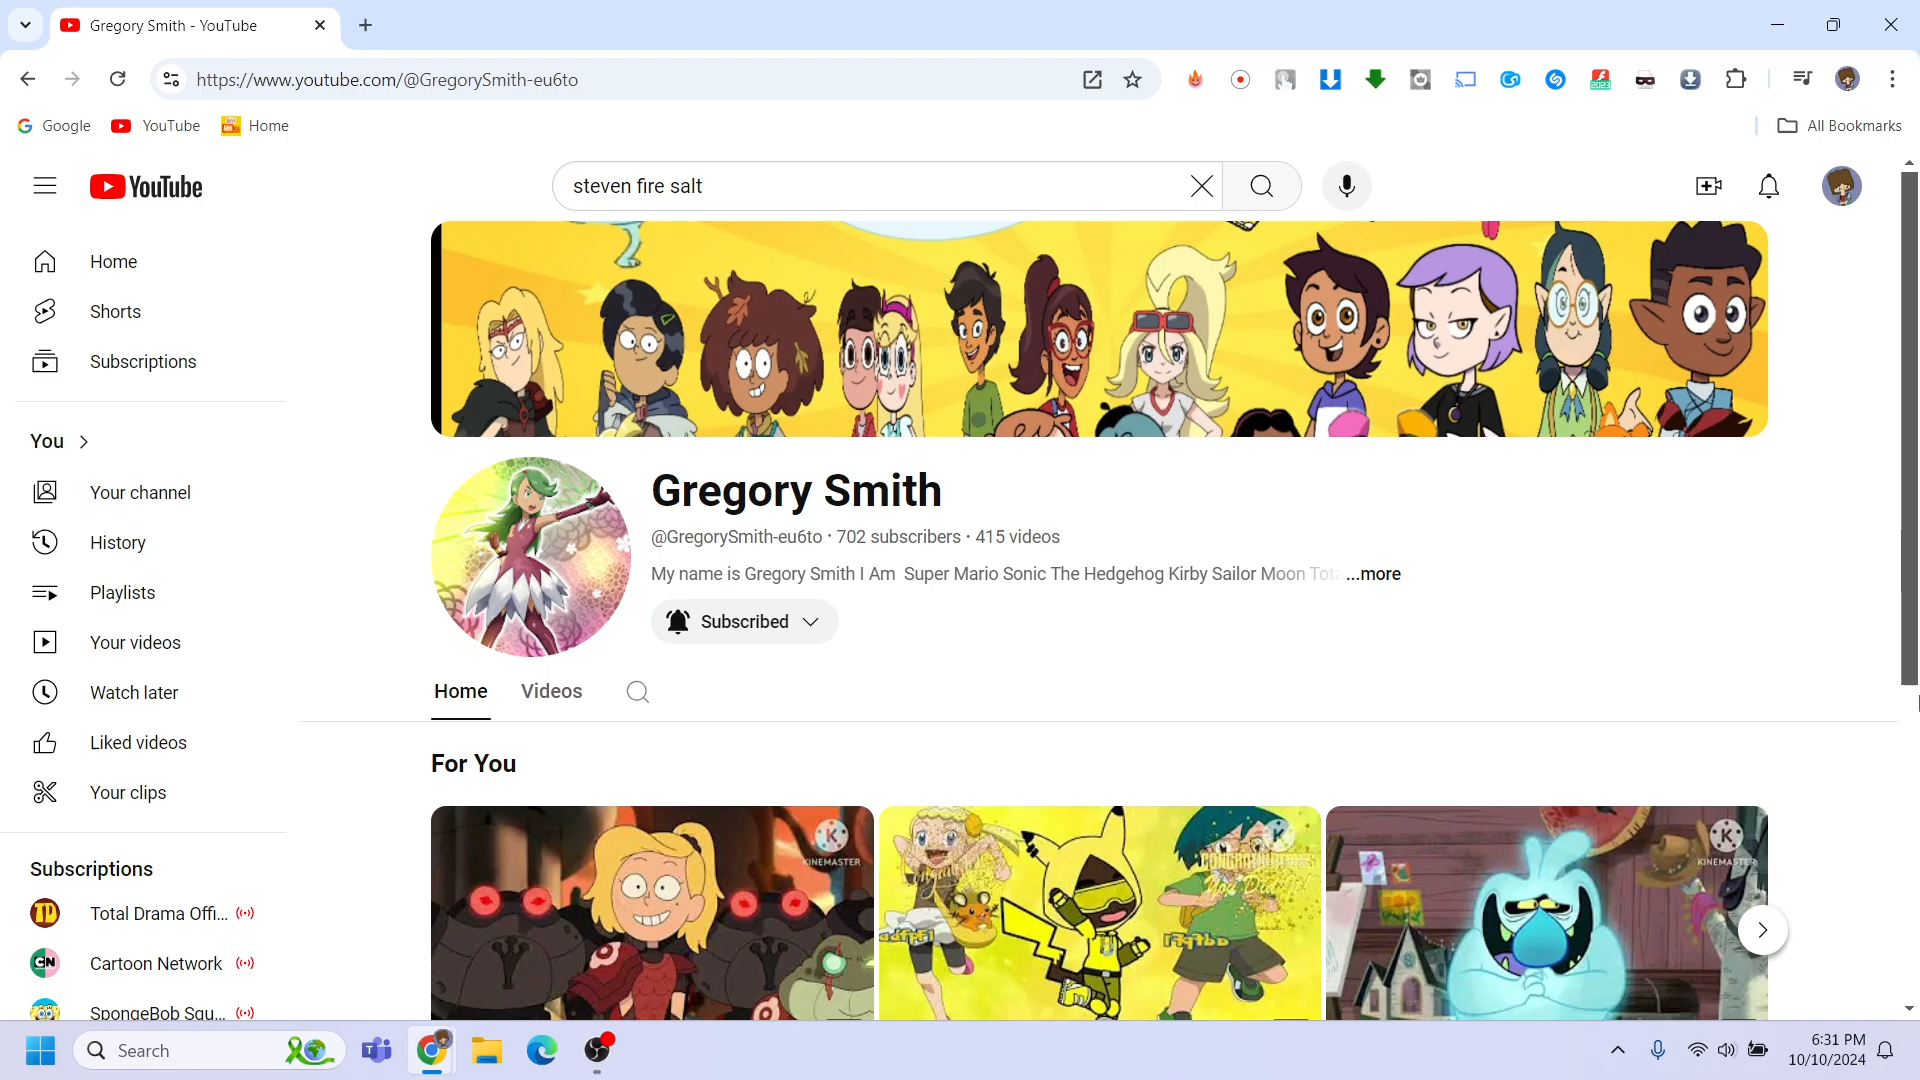 Gregory Smith - YouTube
https://www.youtube.com/@GregorySmith-eu6to
Google YouTube Home All Bookmarks
YouTube
steven fire salt
Home
Shorts
Subscriptions
You
Your channel
History
Playlists
Your videos
Watch later
Liked videos
Your clips
Subscriptions
Total Drama Offi...
Cartoon Network
SpongeBob Squ...
Gregory Smith
@GregorySmith-eu6to · 702 subscribers · 415 videos
My name is Gregory Smith I Am Super Mario Sonic The Hedgehog Kirby Sailor Moon Tota ...more
Subscribed
Home Videos
For You
KINEMASTER
KINEMASTER
Search
6:31 PM
10/10/2024